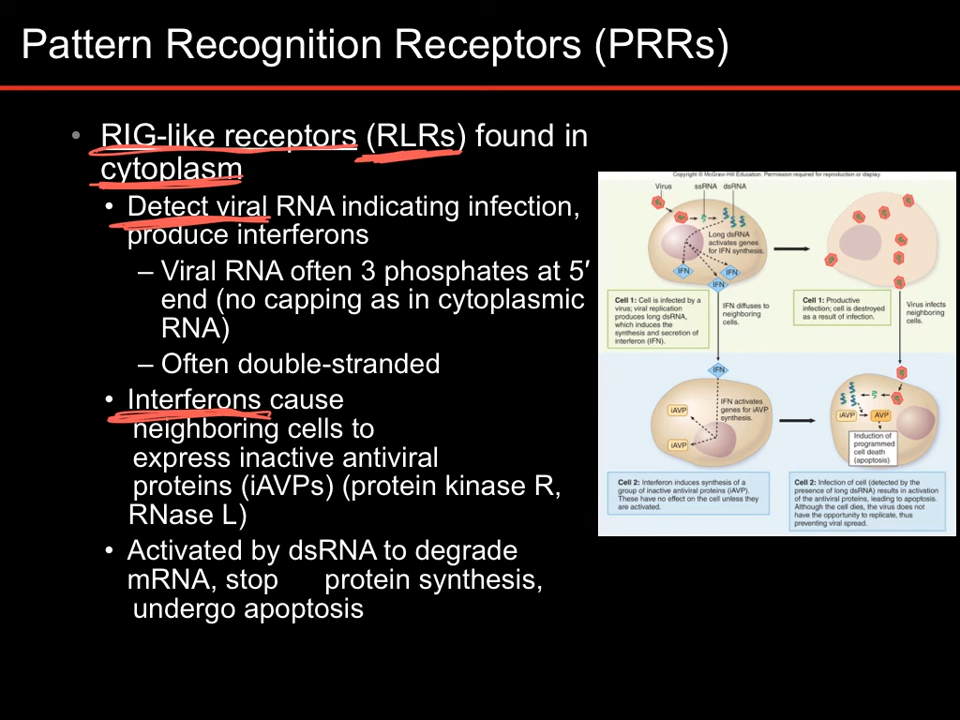 Pattern Recognition Receptors (PRRs)
• RIG-like receptors (RLRs) found in
cytoplasm
• Detect viral RNA indicating infection,
produce interferons
– Viral RNA often 3 phosphates at 5′
end (no capping as in cytoplasmic
RNA)
– Often double-stranded
• Interferons cause
neighboring cells to
express inactive antiviral
proteins (iAVPs) (protein kinase R,
RNase L)
• Activated by dsRNA to degrade
mRNA, stop protein synthesis,
undergo apoptosis
Copyright © McGraw-Hill Education. Permission required for reproduction or display.
Virus
ssRNA
dsRNA
Long dsRNA
activates genes
for IFN synthesis.
IFN
IFN
IFN
Cell 1: Cell is infected by a
virus; viral replication
produces long dsRNA,
which induces the
synthesis and secretion of
interferon (IFN).
IFN diffuses to
neighboring
cells.
Cell 1: Productive
infection; cell is destroyed
as a result of infection.
Virus infects
neighboring
cells.
IFN
IFN activates
genes for iAVP
synthesis.
iAVP
iAVP
iAVP
AVP
Induction of
programmed
cell death
(apoptosis)
Cell 2: Interferon induces synthesis of a
group of inactive antiviral proteins (iAVP).
These have no effect on the cell unless they
are activated.
Cell 2: Infection of cell (detected by the
presence of long dsRNA) results in activation
of the antiviral proteins, leading to apoptosis.
Although the cell dies, the virus does not
have the opportunity to replicate, thus
preventing viral spread.